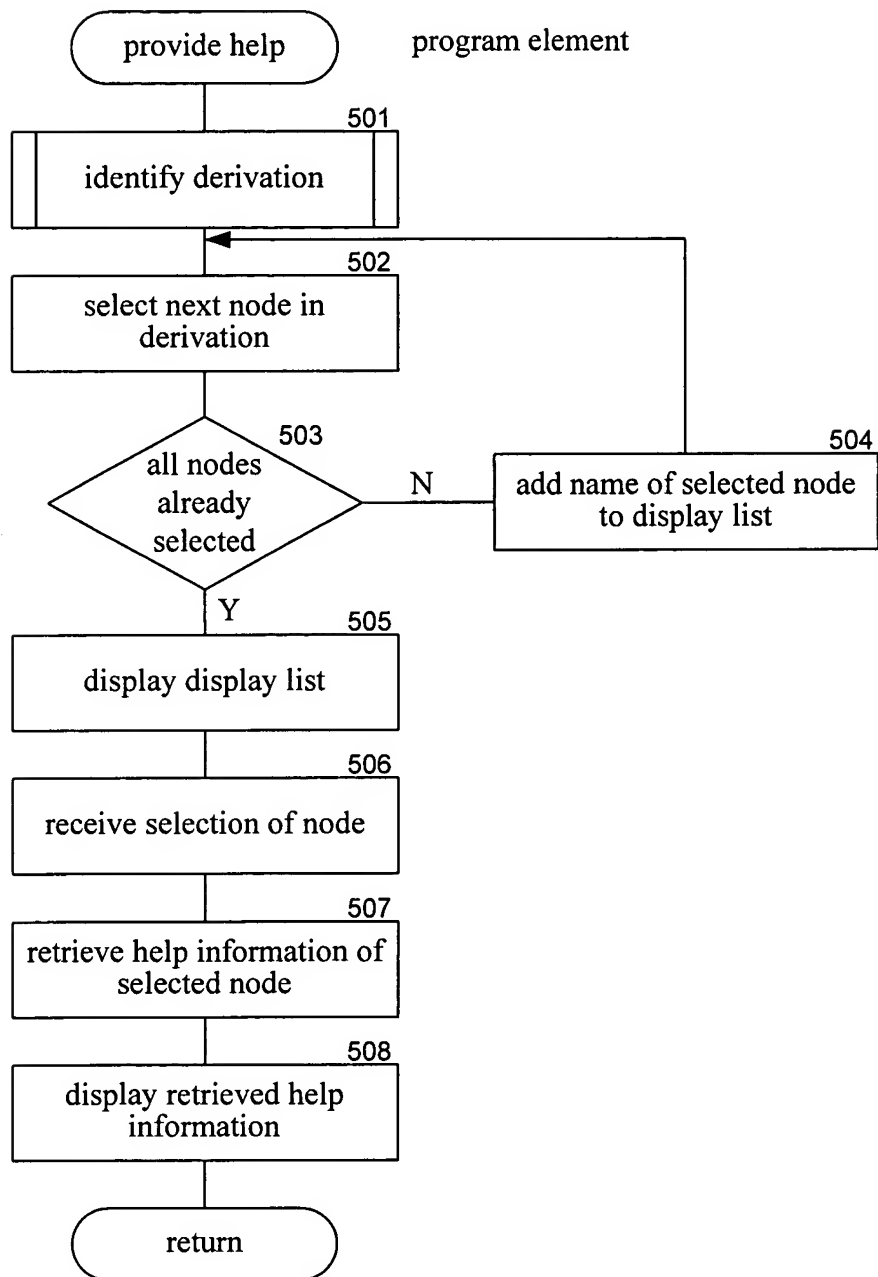 provide help
program element
501
identify derivation
502
select next node in
derivation
503
all nodes
already
selected
N
504
add name of selected node
to display list
Y
505
display display list
506
receive selection of node
507
retrieve help information of
selected node
508
display retrieved help
information
return